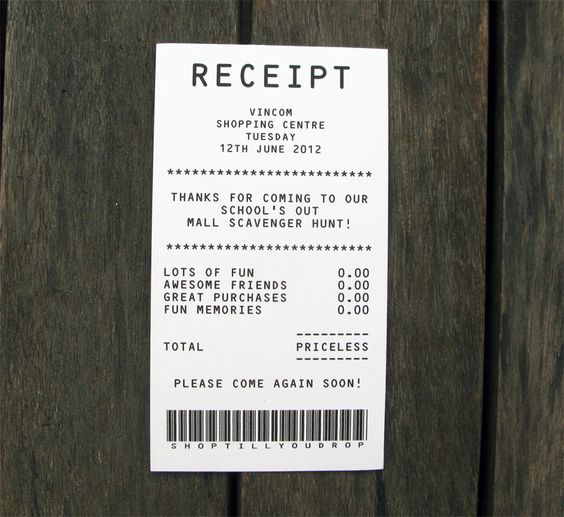 RECEIPT
VINCOM
SHOPPING CENTRE
TUESDAY
12TH JUNE 2012
*************************
THANKS FOR COMING TO OUR
SCHOOL'S OUT
MALL SCAVENGER HUNT!
*************************
LOTS OF FUN 0.00
AWESOME FRIENDS 0.00
GREAT PURCHASES 0.00
FUN MEMORIES 0.00
---------
TOTAL PRICELESS
---------
PLEASE COME AGAIN SOON!
SHOPTILLYOUDROP